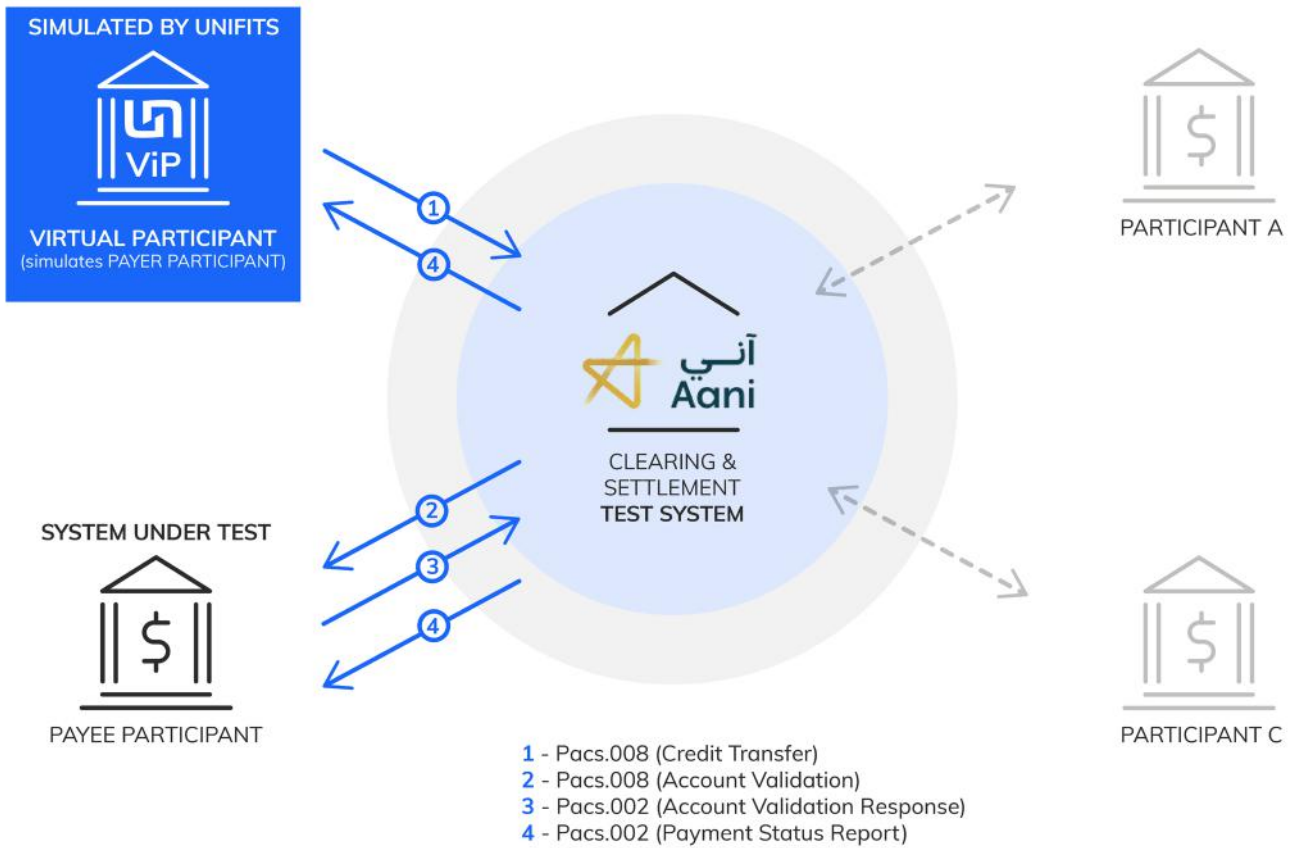 SIMULATED BY UNIFITS
ViP
VIRTUAL PARTICIPANT
(simulates PAYER PARTICIPANT)
1
4
$
PARTICIPANT A
آنــي
Aani
CLEARING &
SETTLEMENT
TEST SYSTEM
2
3
4
SYSTEM UNDER TEST
$
PAYEE PARTICIPANT
$
PARTICIPANT C
1 - Pacs.008 (Credit Transfer)
2 - Pacs.008 (Account Validation)
3 - Pacs.002 (Account Validation Response)
4 - Pacs.002 (Payment Status Report)